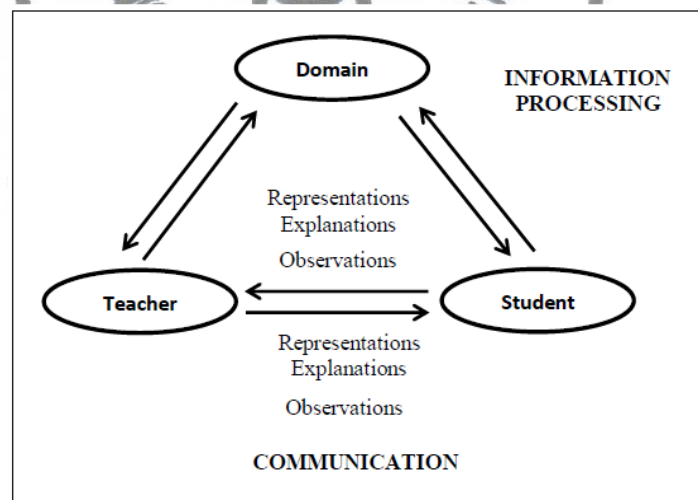 Domain
INFORMATION
PROCESSING
Representations
Explanations
Observations
Teacher
Student
Representations
Explanations
Observations
COMMUNICATION